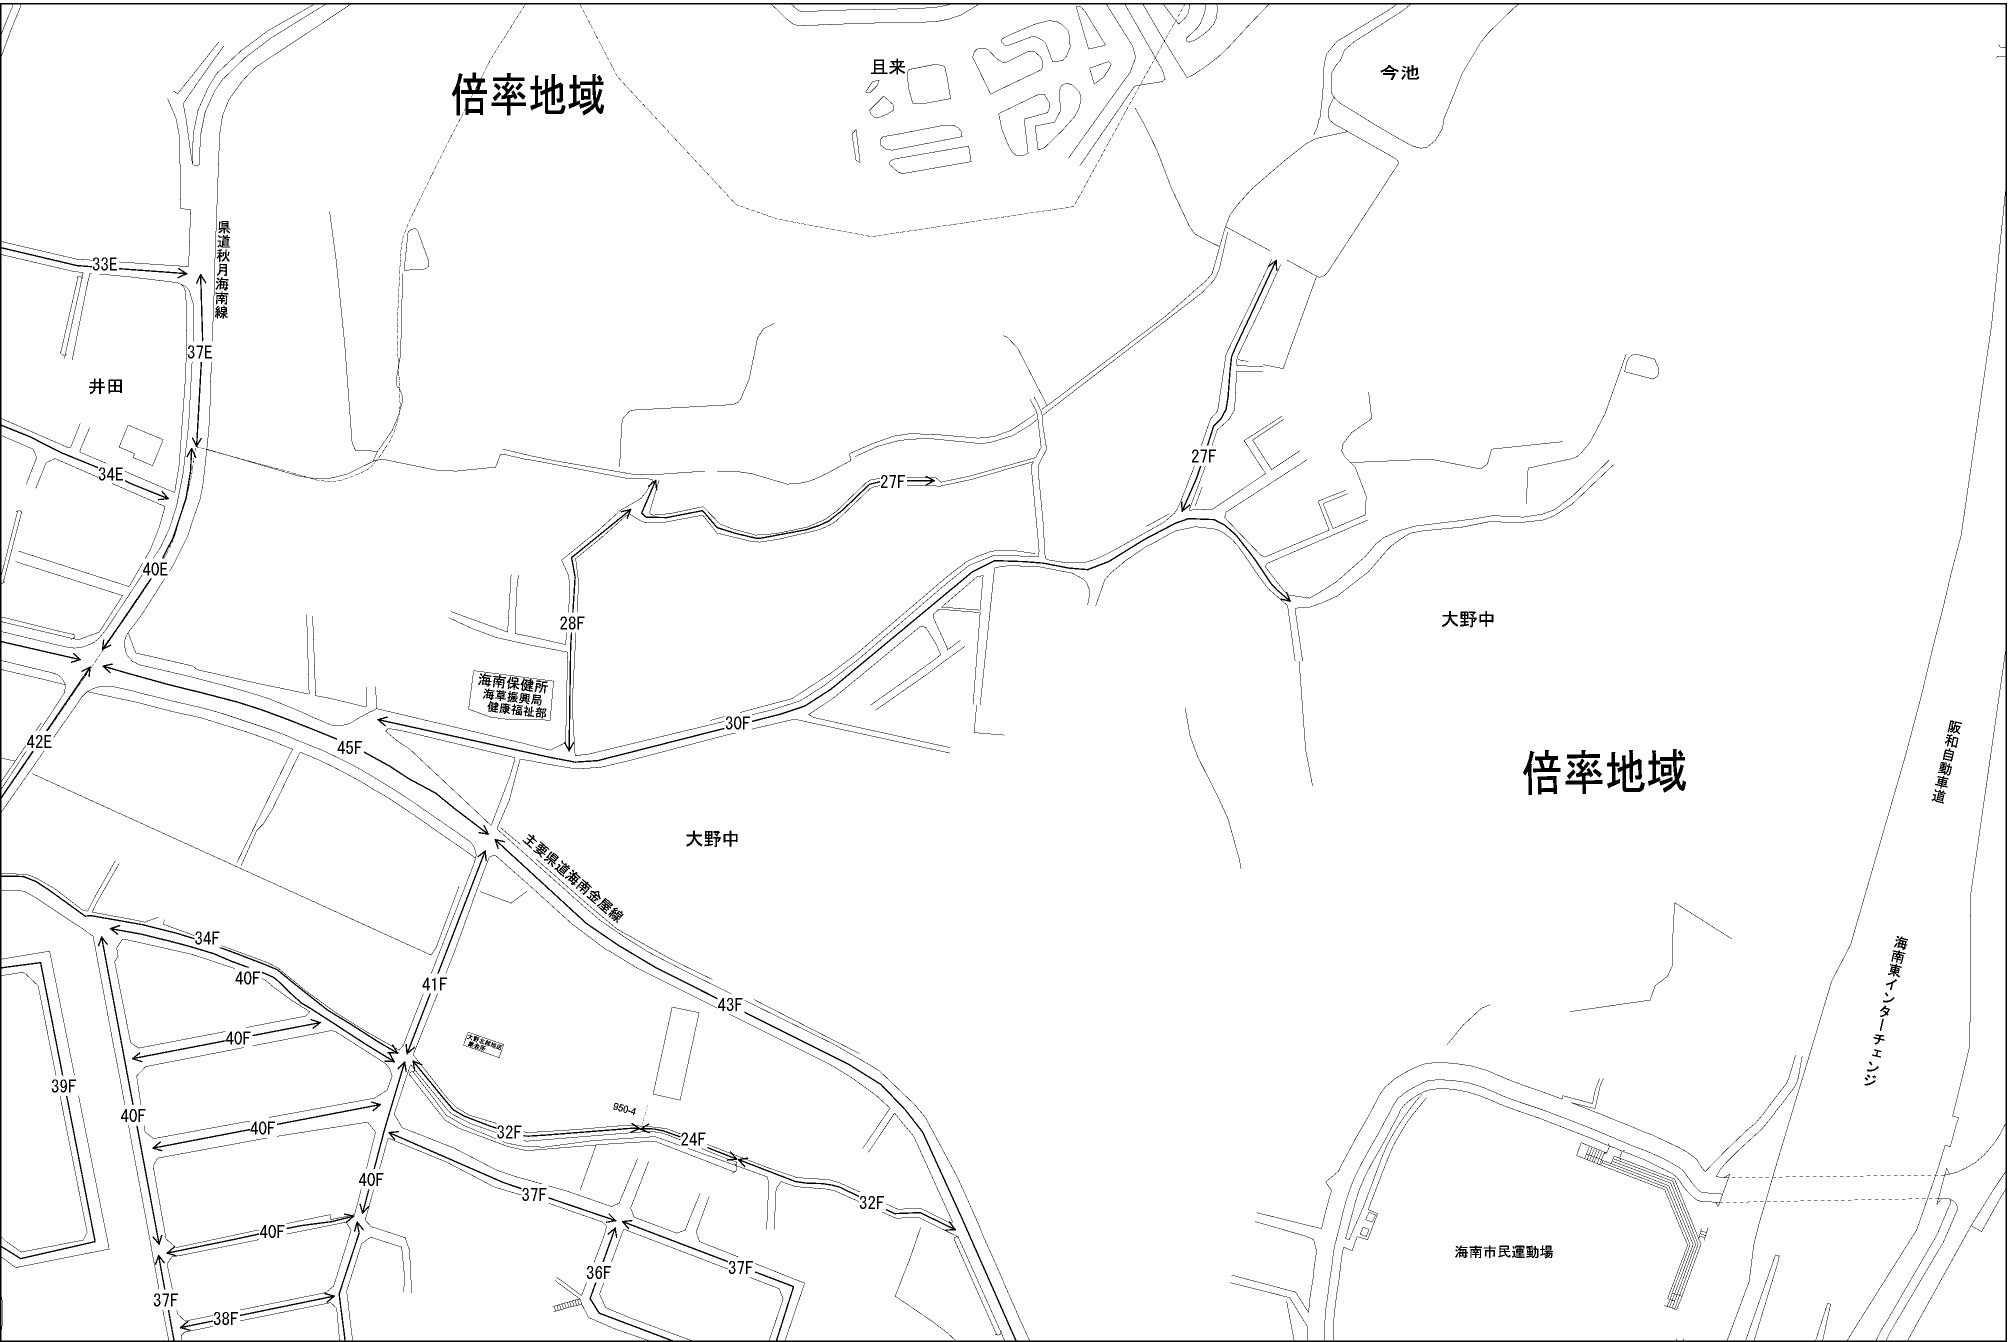 倍率地域
且来
今池
県道秋月海南線
33E
37E
井田
34E
27F
27F
40E
28F
大野中
海南保健所
海草振興局
健康福祉部
30F
42E
45F
倍率地域
阪和自動車道
大野中
主要県道海南金屋線
34F
40F
41F
43F
海南東インターチェンジ
40F
39F
40F
40F
950-4
32F
24F
40F
37F
32F
40F
海南市民運動場
36F
37F
37F
38F